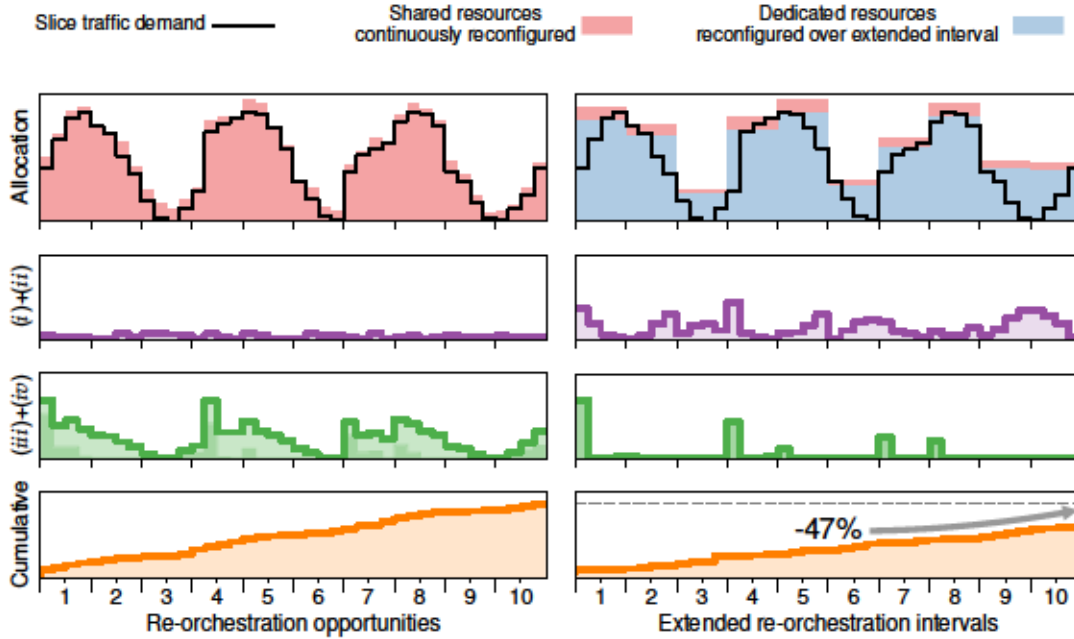 Slice traffic demand
Shared resources
continuously reconfigured
Dedicated resources
reconfigured over extended interval
Allocation
(i)+(ii)
(iii)+(iv)
Cumulative
-47%
1 2 3 4 5 6 7 8 9 10
1 2 3 4 5 6 7 8 9 10
Re-orchestration opportunities
Extended re-orchestration intervals